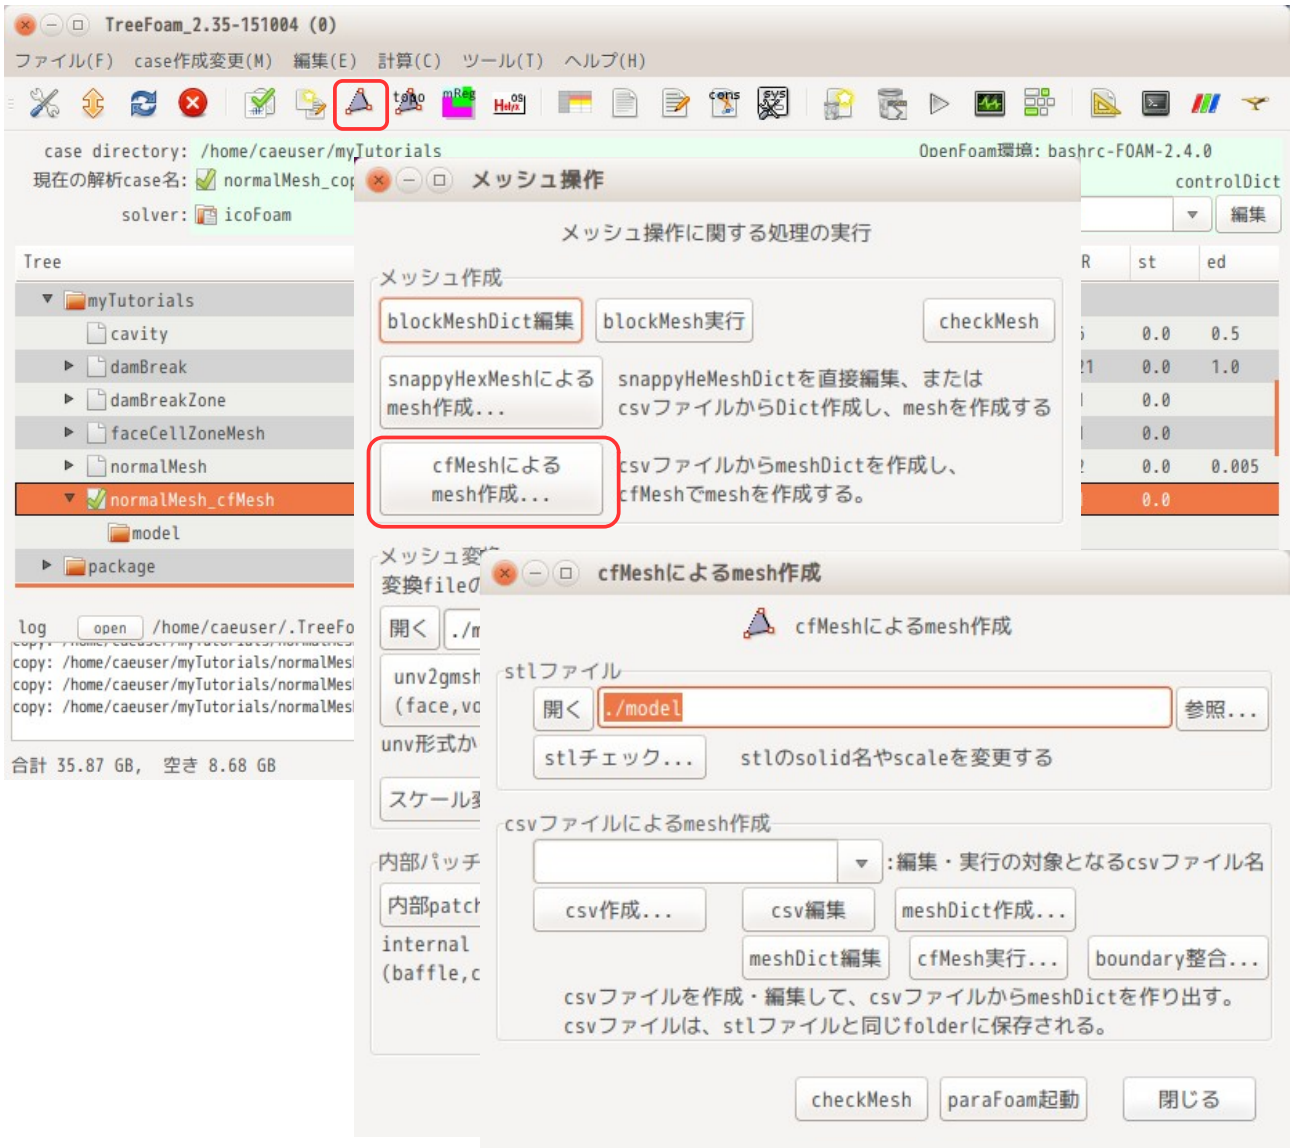 TreeFoam_2.35-151004 (0)
ファイル(F) case作成変更(M) 編集(E) 計算(C) ツール(T) ヘルプ(H)
topo mReg Helyx OS cons sys
case directory: /home/caeuser/myTutorials
OpenFoam環境: bashrc-FOAM-2.4.0
現在の解析case名: normalMesh_cop
controlDict
solver: icoFoam
編集
Tree
R st ed
myTutorials
cavity
0.0 0.5
damBreak
21 0.0 1.0
damBreakZone
0.0
faceCellZoneMesh
0.0
normalMesh
0.0 0.005
normalMesh_cfMesh
0.0
model
package
log open /home/caeuser/.TreeFo
copy: /home/caeuser/myTutorials/normalMes
copy: /home/caeuser/myTutorials/normalMes
copy: /home/caeuser/myTutorials/normalMes
copy: /home/caeuser/myTutorials/normalMes
合計 35.87 GB, 空き 8.68 GB
メッシュ操作
メッシュ操作に関する処理の実行
メッシュ作成
blockMeshDict編集 blockMesh実行 checkMesh
snappyHexMeshによる
mesh作成...
snappyHeMeshDictを直接編集、または
csvファイルからDict作成し、meshを作成する
cfMeshによる
mesh作成...
csvファイルからmeshDictを作成し、
cfMeshでmeshを作成する。
メッシュ変換
変換fileの
開く ./m
unv2gmsh
(face,vo
unv形式か
スケール変
内部パッチ
内部patch
internal
(baffle,c
cfMeshによるmesh作成
cfMeshによるmesh作成
stlファイル
開く ./model 参照...
stlチェック... stlのsolid名やscaleを変更する
csvファイルによるmesh作成
:編集・実行の対象となるcsvファイル名
csv作成... csv編集 meshDict作成...
meshDict編集 cfMesh実行... boundary整合...
csvファイルを作成・編集して、csvファイルからmeshDictを作り出す。
csvファイルは、stlファイルと同じfolderに保存される。
checkMesh paraFoam起動 閉じる